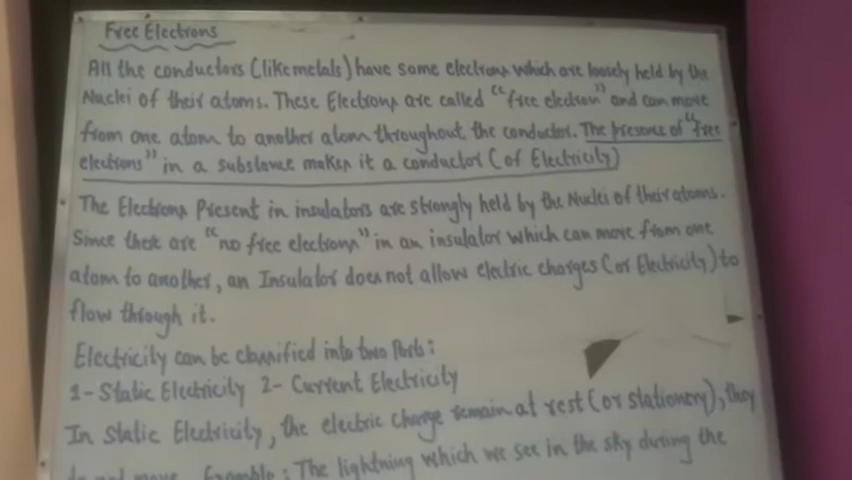 Free Electrons
All the conductors (like metals) have some electrons which are loosely held by the
Nuclei of their atoms. These Electrons are called "free electron" and can move
from one atom to another atom throughout the conductor. The presence of "free
electrons" in a substance makes it a conductor (of Electricity)
The Electrons Present in insulators are strongly held by the Nuclei of their atoms.
Since there are "no free electrons" in an insulator which can move from one
atom to another, an Insulator does not allow electric charges (or Electricity) to
flow through it.
Electricity can be classified into two Parts:
1- Static Electricity 2- Current Electricity
In Static Electricity, the electric charge remain at rest (or stationery), they
do not move. Example: The lightning which we see in the sky during the